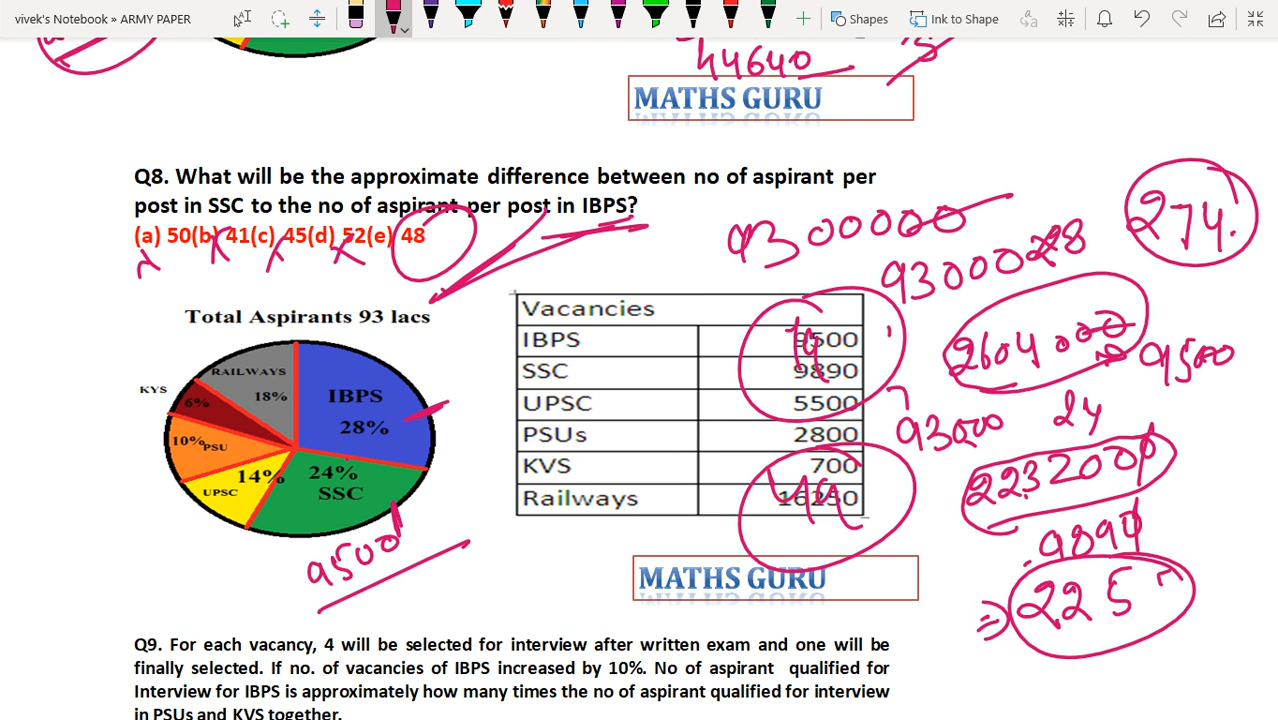 vivek's Notebook » ARMY PAPER
Shapes
Ink to Shape
44640
MATHS GURU
Q8. What will be the approximate difference between no of aspirant per
post in SSC to the no of aspirant per post in IBPS?
(a) 50(b) 41(c) 45(d) 52(e) 48
9300000
274
93000 28
2604000
9500
Total Aspirants 93 lacs
RAILWAYS
18%
KYS
6%
10% PSU
UPSC
14%
24%
SSC
IBPS
28%
9500
Vacancies
IBPS 9500
SSC 9890
UPSC 5500
PSUs 2800
KVS 700
Railways 16250
49
93000
24
2232000
9894
225
MATHS GURU
Q9. For each vacancy, 4 will be selected for interview after written exam and one will be
finally selected. If no. of vacancies of IBPS increased by 10%. No of aspirant qualified for
Interview for IBPS is approximately how many times the no of aspirant qualified for interview
in PSUs and KVS together.